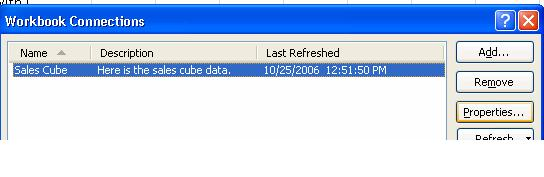 Workbook Connections
Name Description Last Refreshed
Sales Cube Here is the sales cube data. 10/25/2006 12:51:50 PM
Add...
Remove
Properties...
Refresh